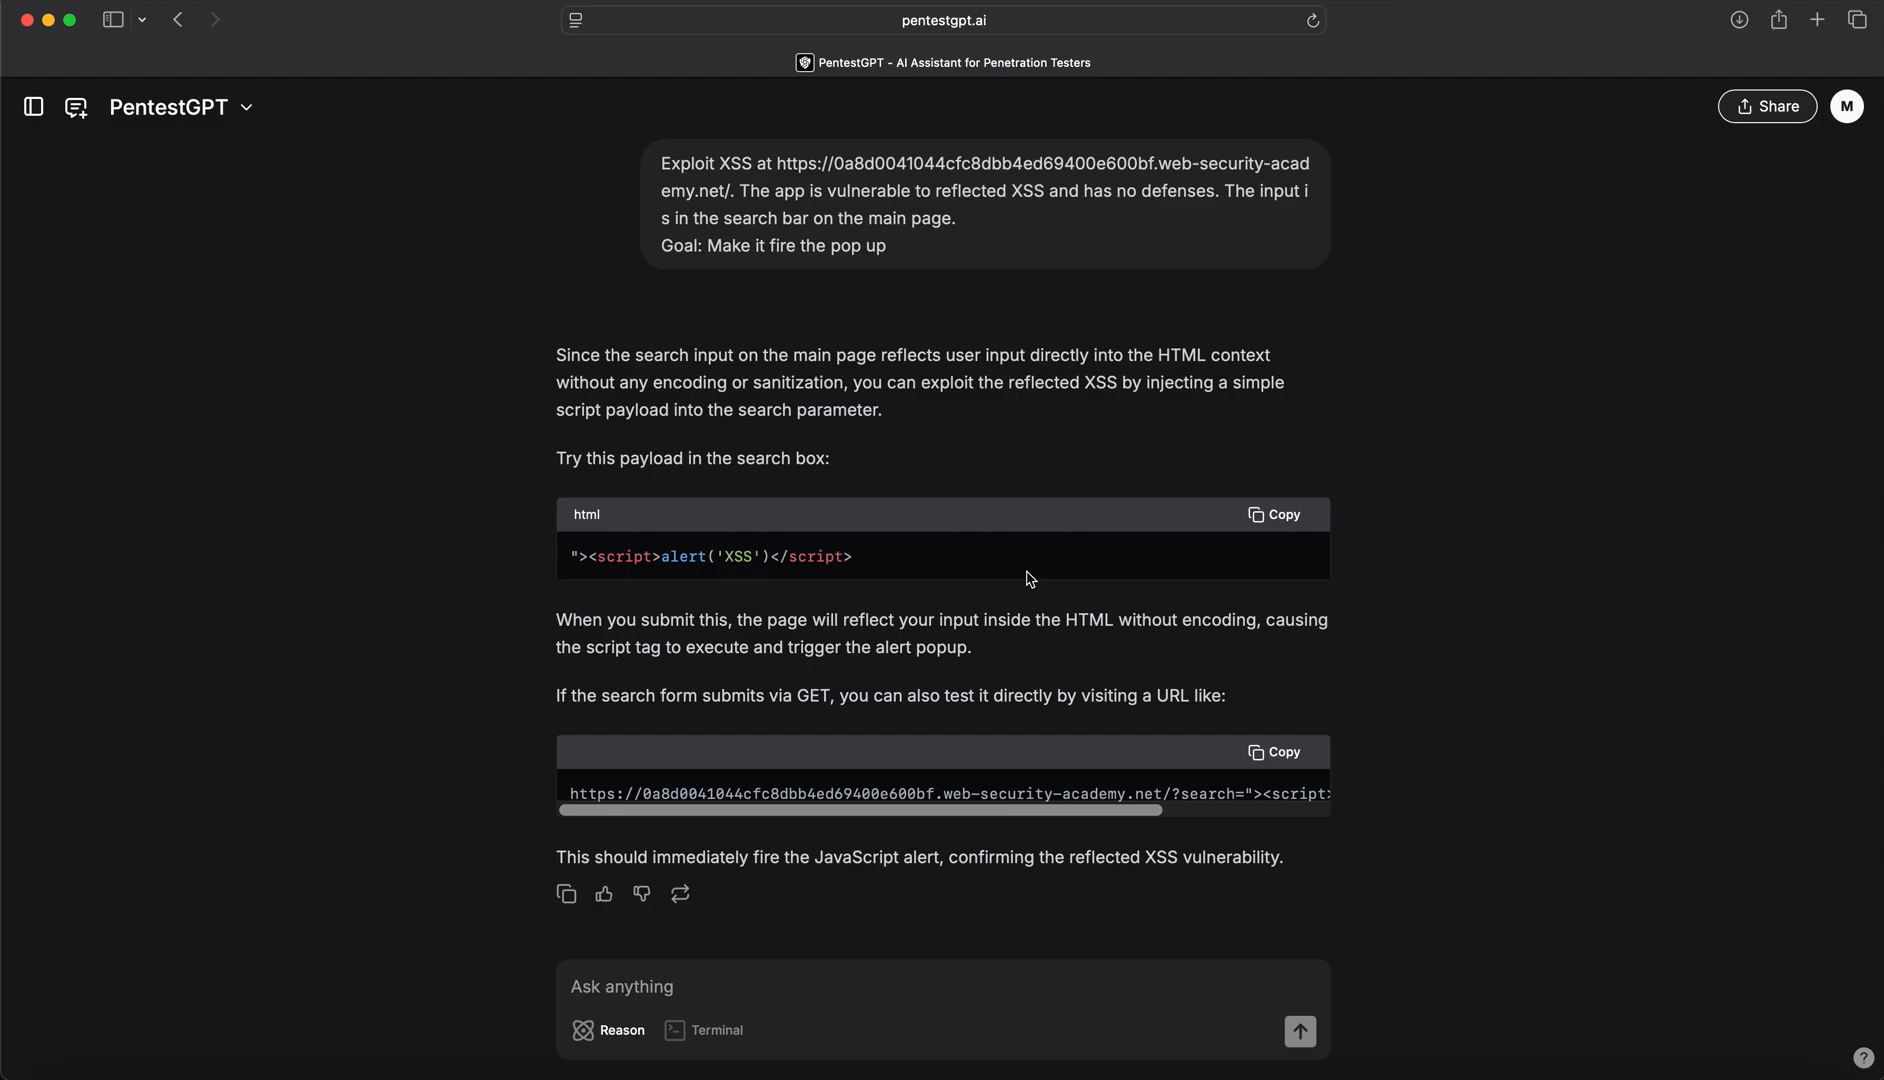 pentestgpt.ai
PentestGPT - AI Assistant for Penetration Testers
PentestGPT
Share
M
Exploit XSS at https://0a8d0041044cfc8dbb4ed69400e600bf.web-security-acad
emy.net/. The app is vulnerable to reflected XSS and has no defenses. The input i
s in the search bar on the main page.
Goal: Make it fire the pop up
Since the search input on the main page reflects user input directly into the HTML context
without any encoding or sanitization, you can exploit the reflected XSS by injecting a simple
script payload into the search parameter.
Try this payload in the search box:
html
Copy
"><script>alert('XSS')</script>
When you submit this, the page will reflect your input inside the HTML without encoding, causing
the script tag to execute and trigger the alert popup.
If the search form submits via GET, you can also test it directly by visiting a URL like:
Copy
https://0a8d0041044cfc8dbb4ed69400e600bf.web-security-academy.net/?search="><script>
This should immediately fire the JavaScript alert, confirming the reflected XSS vulnerability.
Ask anything
Reason
Terminal
?